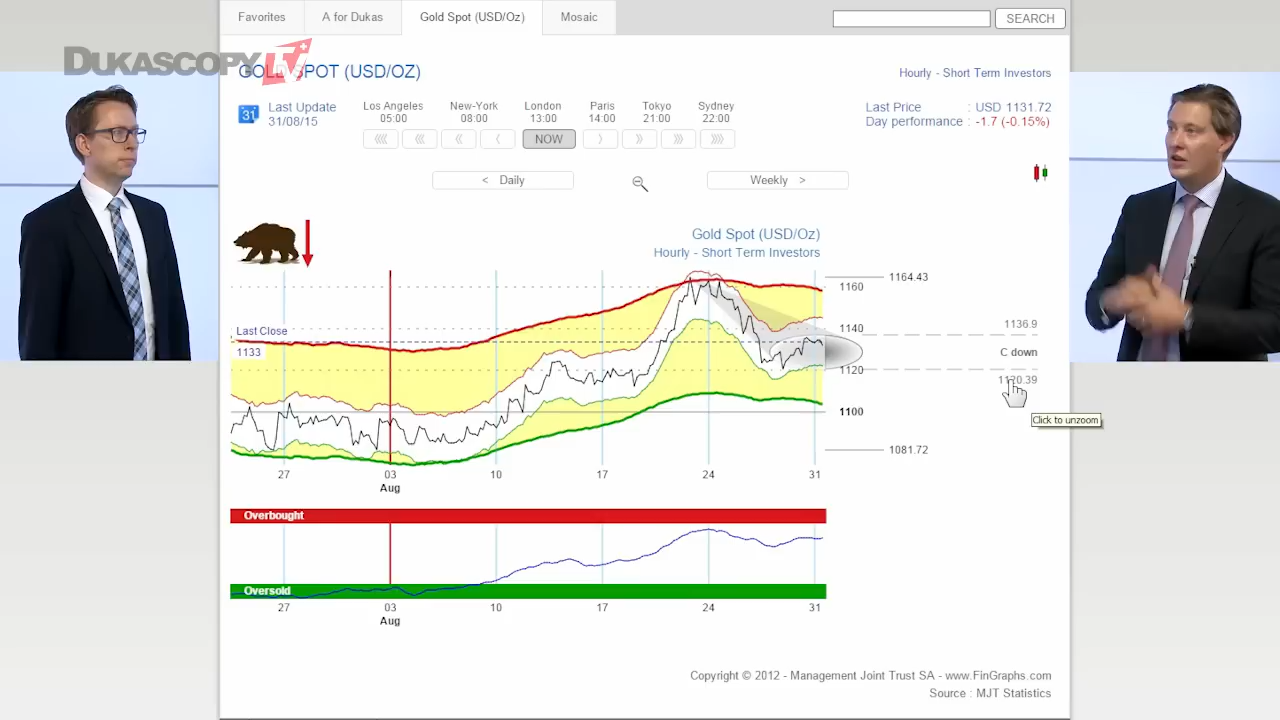 Favorites
A for Dukas
Gold Spot (USD/Oz)
Mosaic
SEARCH
DUKASCOPY TV
GOLD SPOT (USD/OZ)
Hourly - Short Term Investors
31
Last Update
31/08/15
Los Angeles
05:00
New-York
08:00
London
13:00
Paris
14:00
Tokyo
21:00
Sydney
22:00
Last Price : USD 1131.72
Day performance : -1.7 (-0.15%)
NOW
< Daily
Weekly >
Gold Spot (USD/Oz)
Hourly - Short Term Investors
1164.43
1160
Last Close
1133
1140
1136.9
C down
1120
1120.39
Click to unzoom
1100
1081.72
27 03 10 17 24 31
Aug
Overbought
Oversold
27 03 10 17 24 31
Aug
Copyright © 2012 - Management Joint Trust SA - www.FinGraphs.com
Source : MJT Statistics